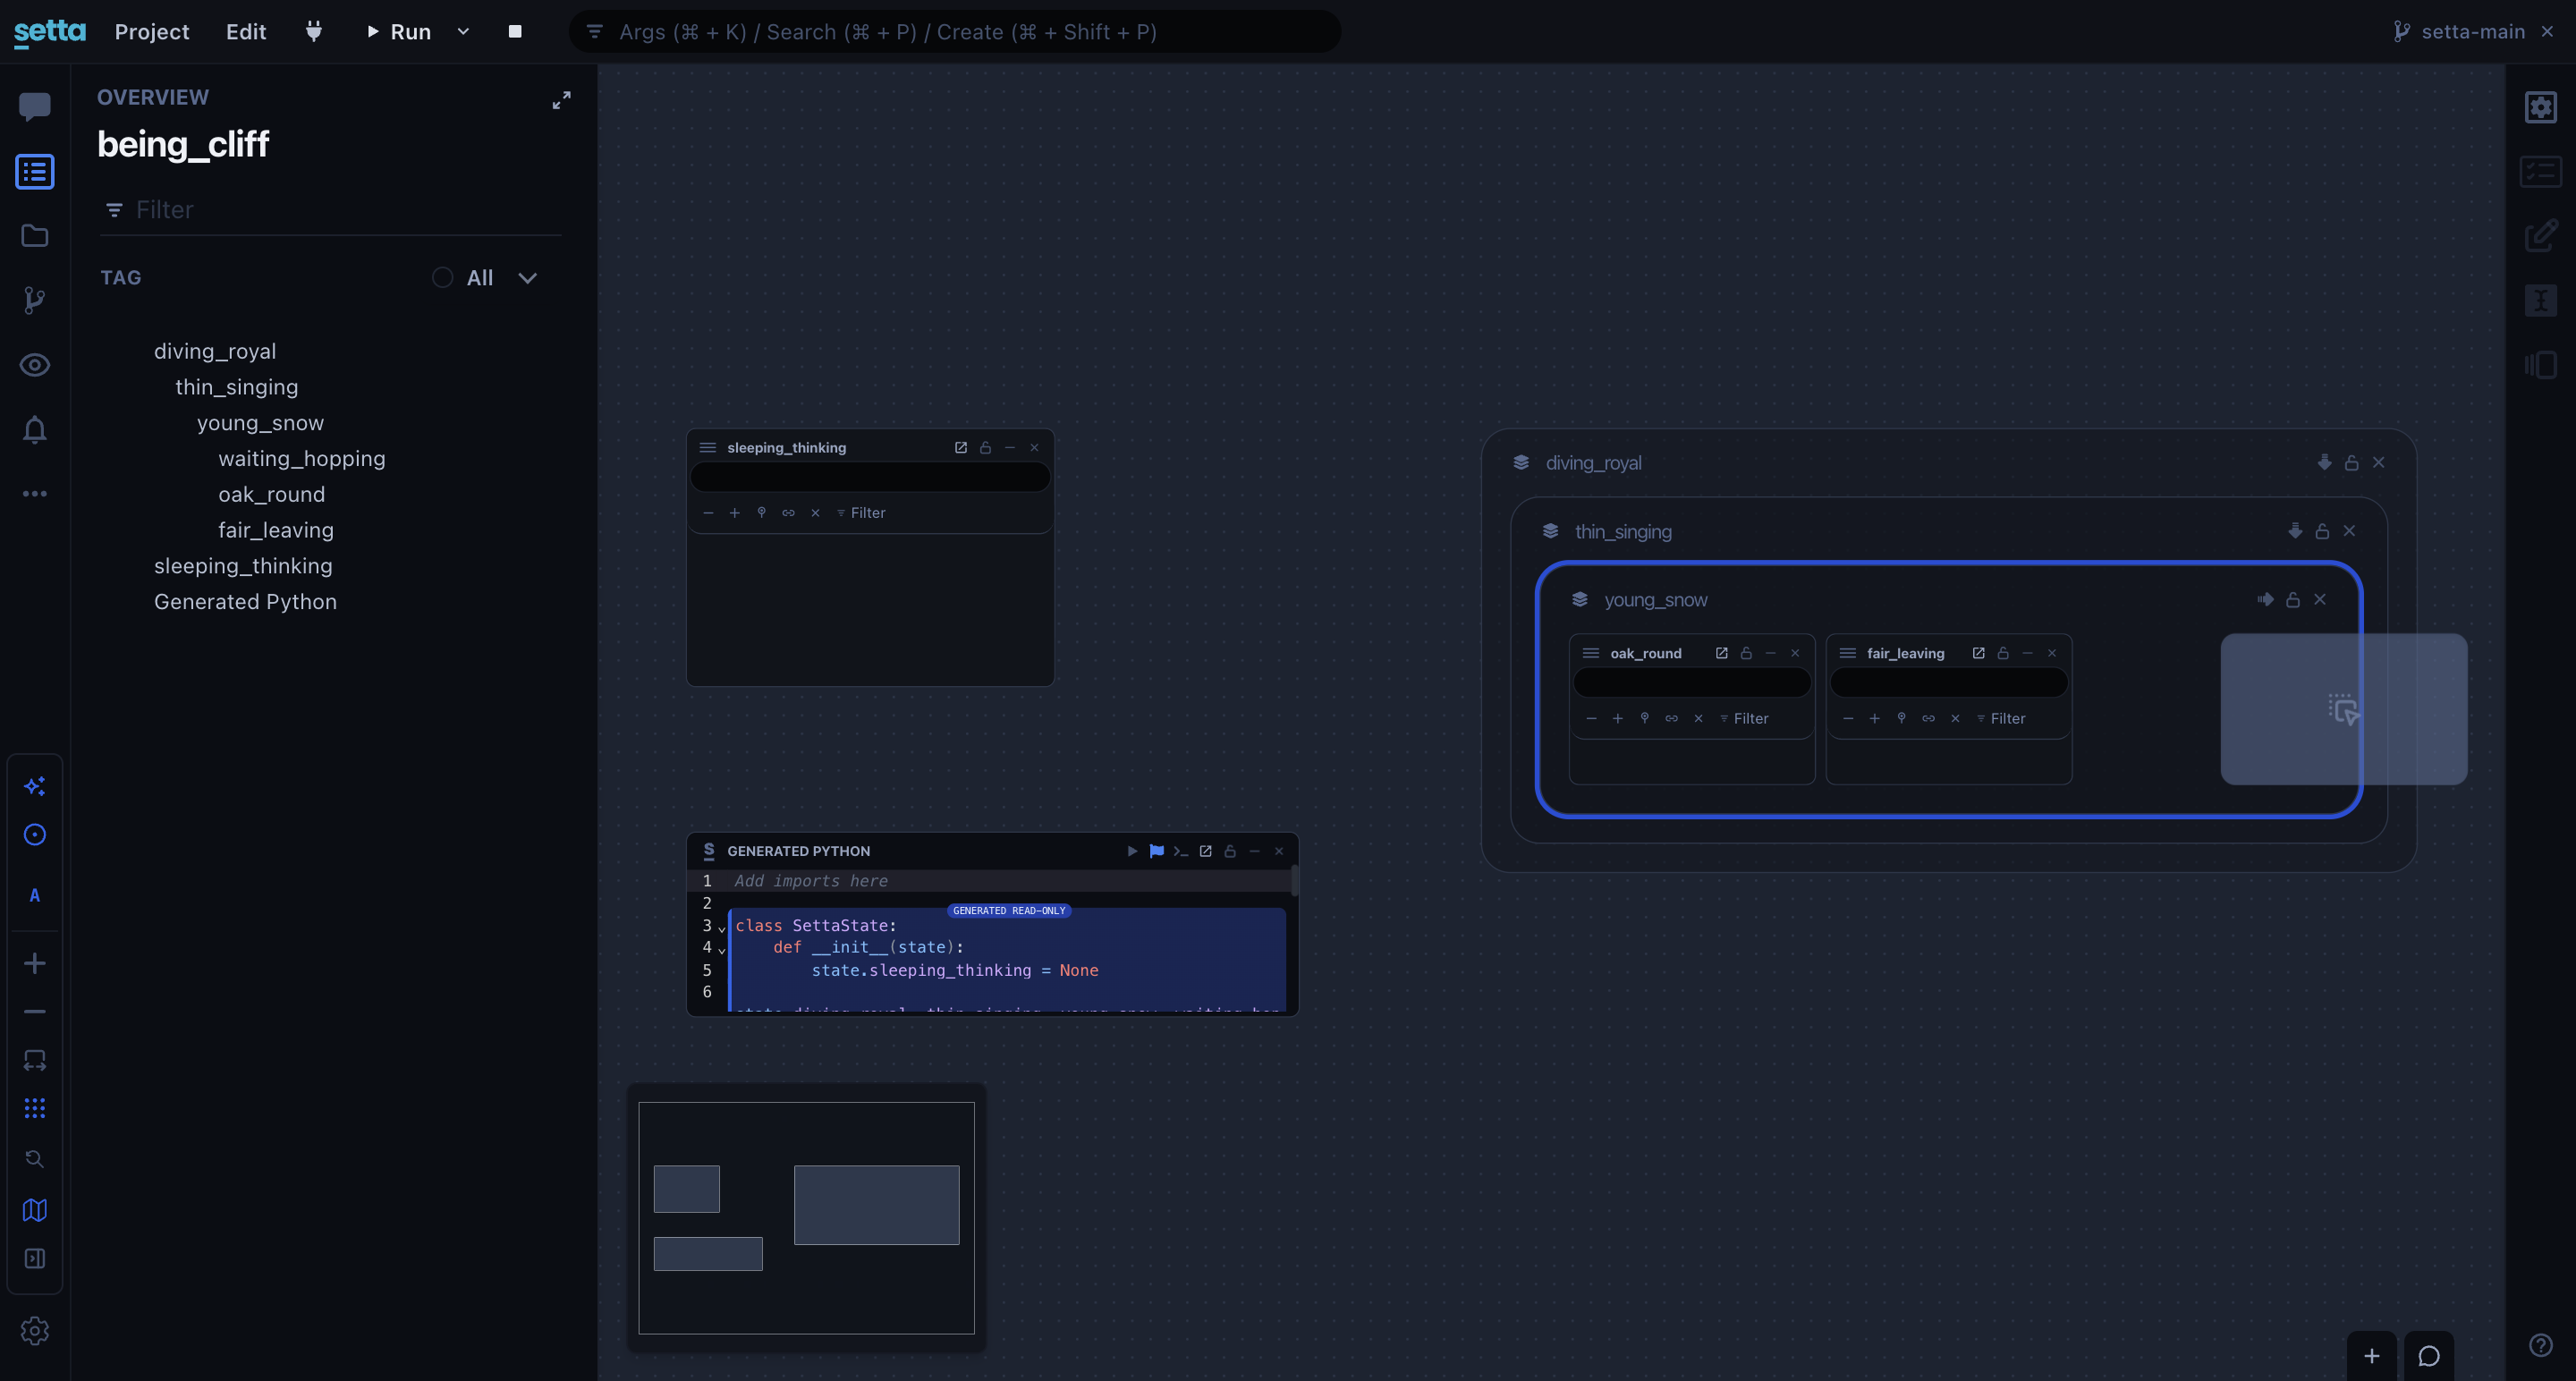 setta Project Edit Run Args (⌘ + K) / Search (⌘ + P) / Create (⌘ + Shift + P) setta-main
OVERVIEW
being_cliff
Filter
TAG All
diving_royal
thin_singing
young_snow
waiting_hopping
oak_round
fair_leaving
sleeping_thinking
Generated Python
A
sleeping_thinking
Filter
GENERATED PYTHON
1 Add imports here
2
GENERATED READ-ONLY
3 class SettaState:
4 def __init__(state):
5 state.sleeping_thinking = None
6
diving_royal
thin_singing
young_snow
oak_round
Filter
fair_leaving
Filter